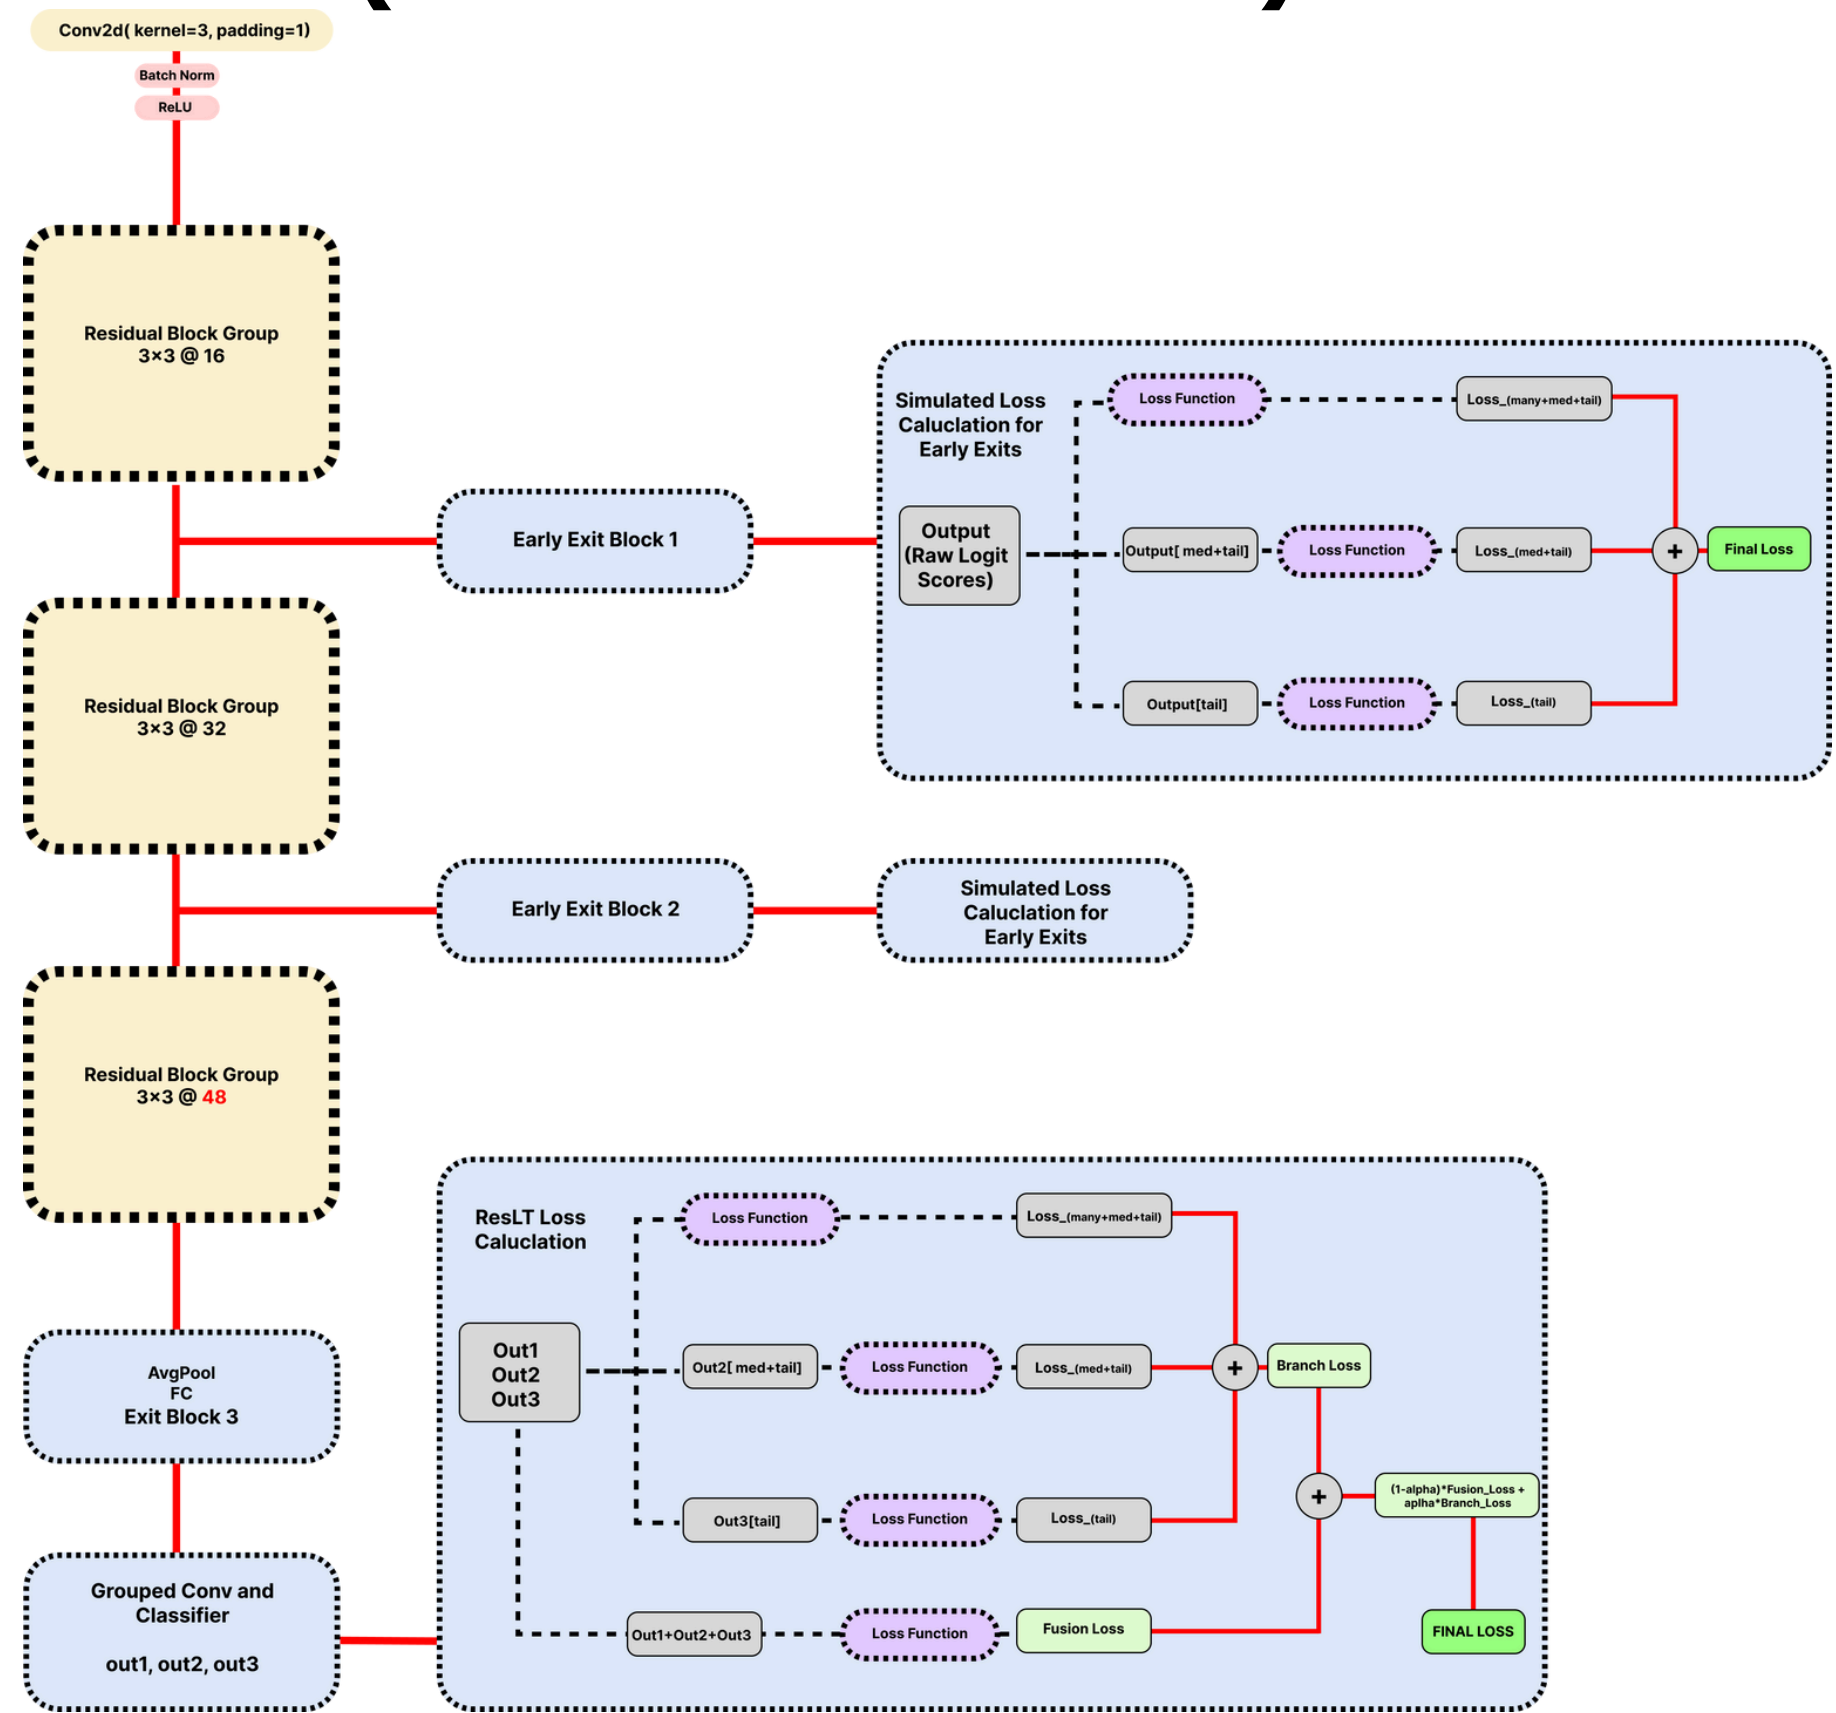 Conv2d( kernel=3, padding=1)
Batch Norm
ReLU
Residual Block Group
3×3 @ 16
Early Exit Block 1
Simulated Loss
Caluclation for
Early Exits
Output
(Raw Logit
Scores)
Loss Function
Loss_(many+med+tail)
Output[ med+tail]
Loss Function
Loss_(med+tail)
+
Final Loss
Output[tail]
Loss Function
Loss_(tail)
Residual Block Group
3×3 @ 32
Early Exit Block 2
Simulated Loss
Caluclation for
Early Exits
Residual Block Group
3×3 @ 48
AvgPool
FC
Exit Block 3
Grouped Conv and
Classifier
out1, out2, out3
ResLT Loss
Caluclation
Out1
Out2
Out3
Loss Function
Loss_(many+med+tail)
Out2[ med+tail]
Loss Function
Loss_(med+tail)
+
Branch Loss
Out3[tail]
Loss Function
Loss_(tail)
+
(1-alpha)*Fusion_Loss +
aplha*Branch_Loss
Out1+Out2+Out3
Loss Function
Fusion Loss
FINAL LOSS